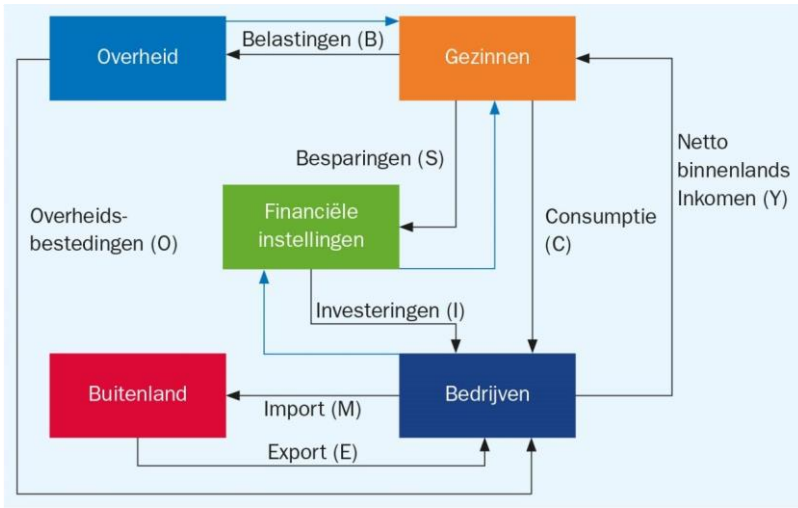 Overheid
Belastingen (B)
Gezinnen
Besparingen (S)
Netto
binnenlands
Inkomen (Y)
Financiële
instellingen
Overheids-
bestedingen (O)
Consumptie
(C)
Investeringen (I)
Buitenland
Import (M)
Bedrijven
Export (E)